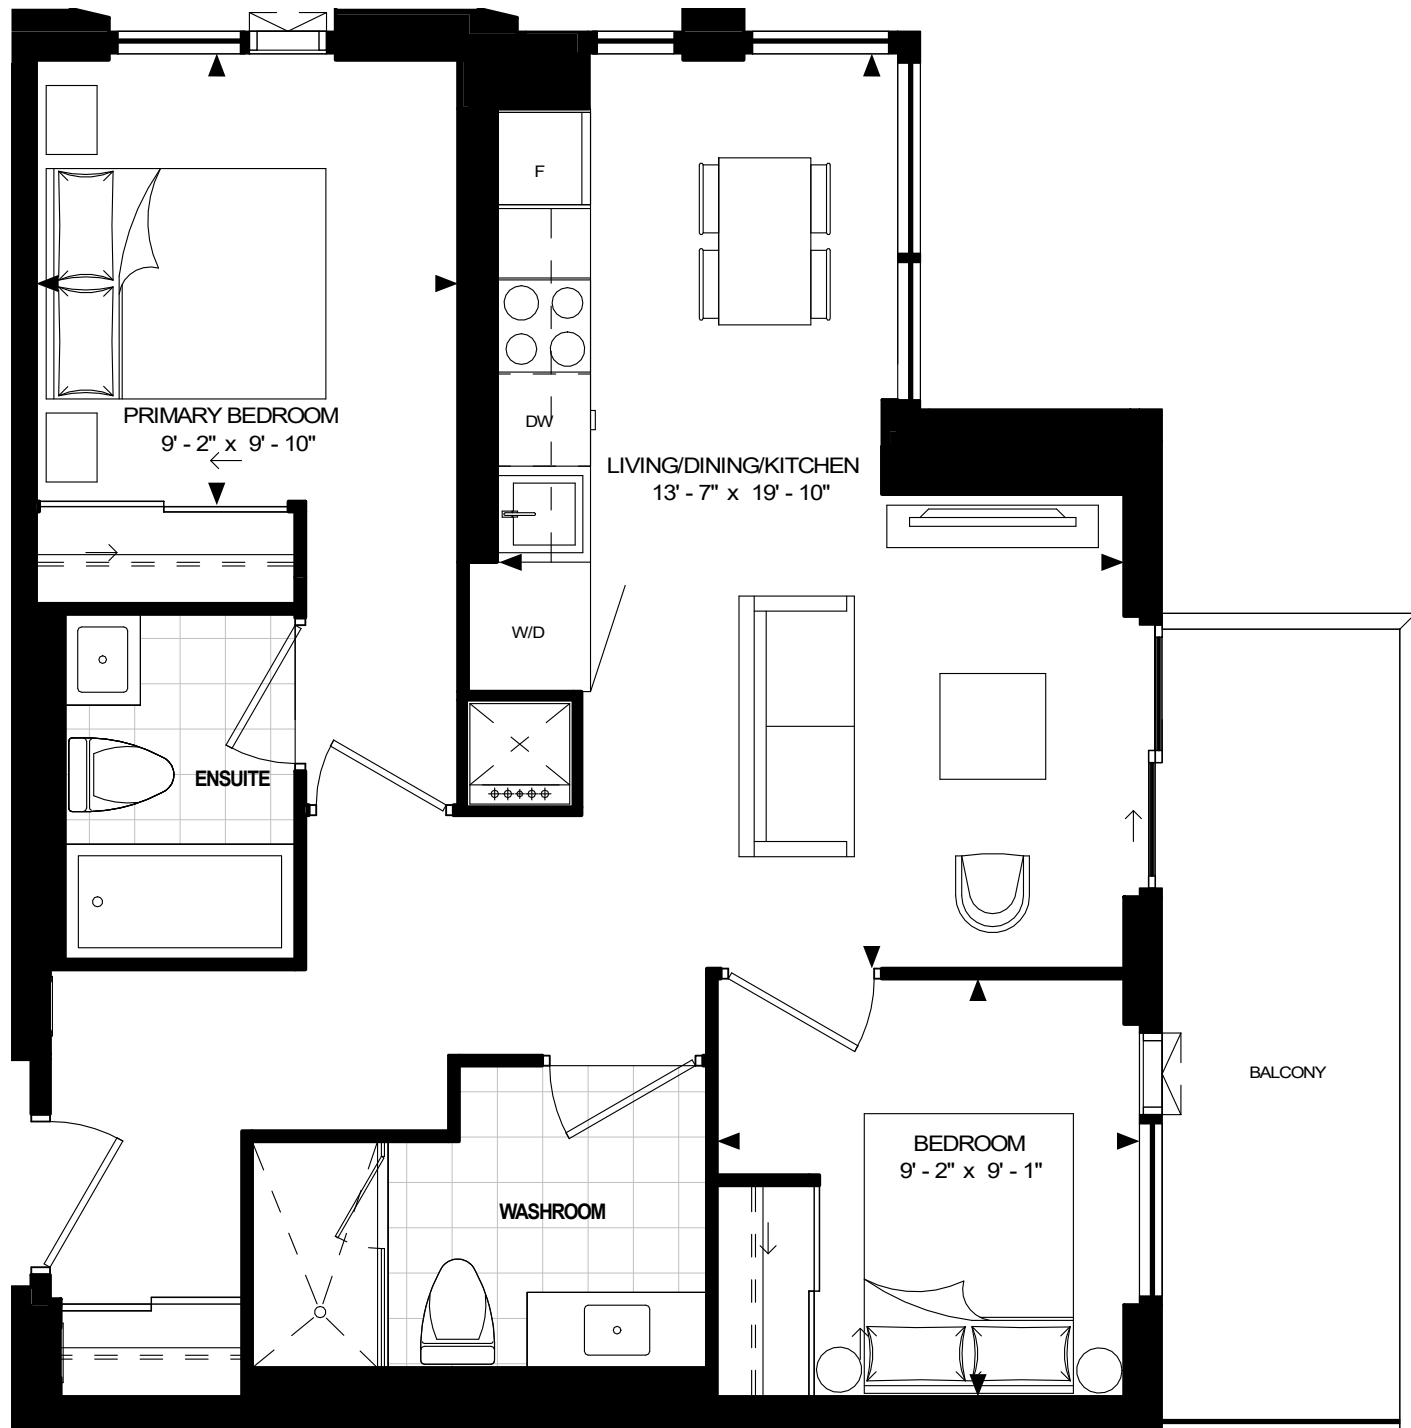 F
PRIMARY BEDROOM
9' - 2" x 9' - 10"
DW
LIVING/DINING/KITCHEN
13' - 7" x 19' - 10"
W/D
ENSUITE
BALCONY
BEDROOM
9' - 2" x 9' - 1"
WASHROOM